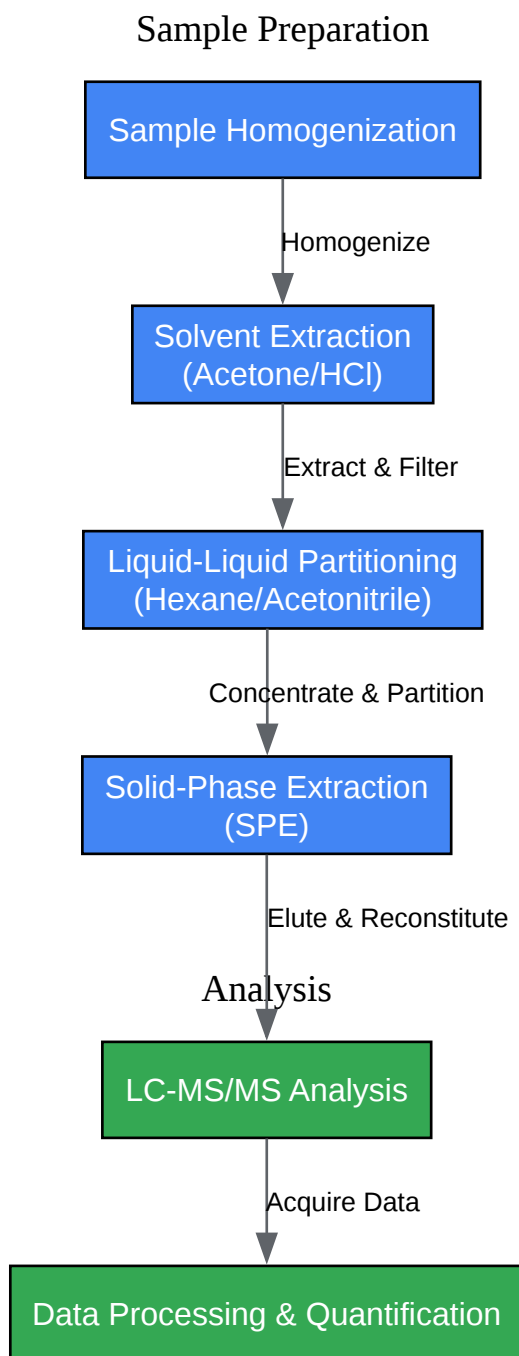 Sample Preparation
Sample Homogenization
Homogenize
Solvent Extraction
(Acetone/HCl)
Extract & Filter
Liquid-Liquid Partitioning
(Hexane/Acetonitrile)
Concentrate & Partition
Solid-Phase Extraction
(SPE)
Elute & Reconstitute
Analysis
LC-MS/MS Analysis
Acquire Data
Data Processing & Quantification